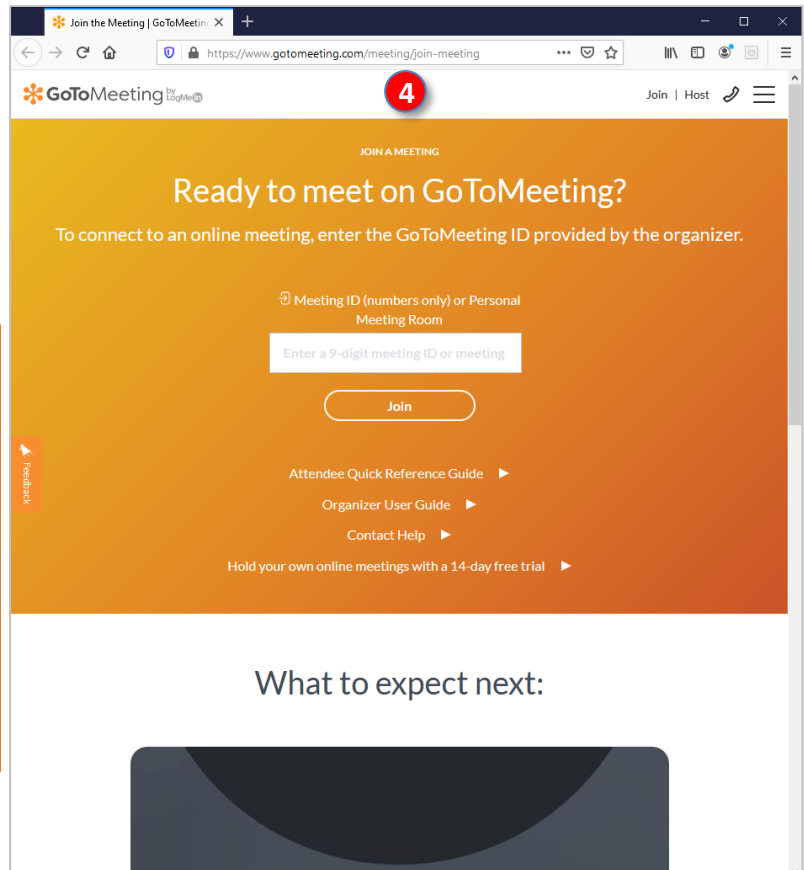 Join the Meeting | GoToMeeting
https://www.gotomeeting.com/meeting/join-meeting
GoToMeeting by LogMeIn
4
Join | Host
JOIN A MEETING
Ready to meet on GoToMeeting?
To connect to an online meeting, enter the GoToMeeting ID provided by the organizer.
Meeting ID (numbers only) or Personal
Meeting Room
Enter a 9-digit meeting ID or meeting
Join
Feedback
Attendee Quick Reference Guide
Organizer User Guide
Contact Help
Hold your own online meetings with a 14-day free trial
What to expect next: